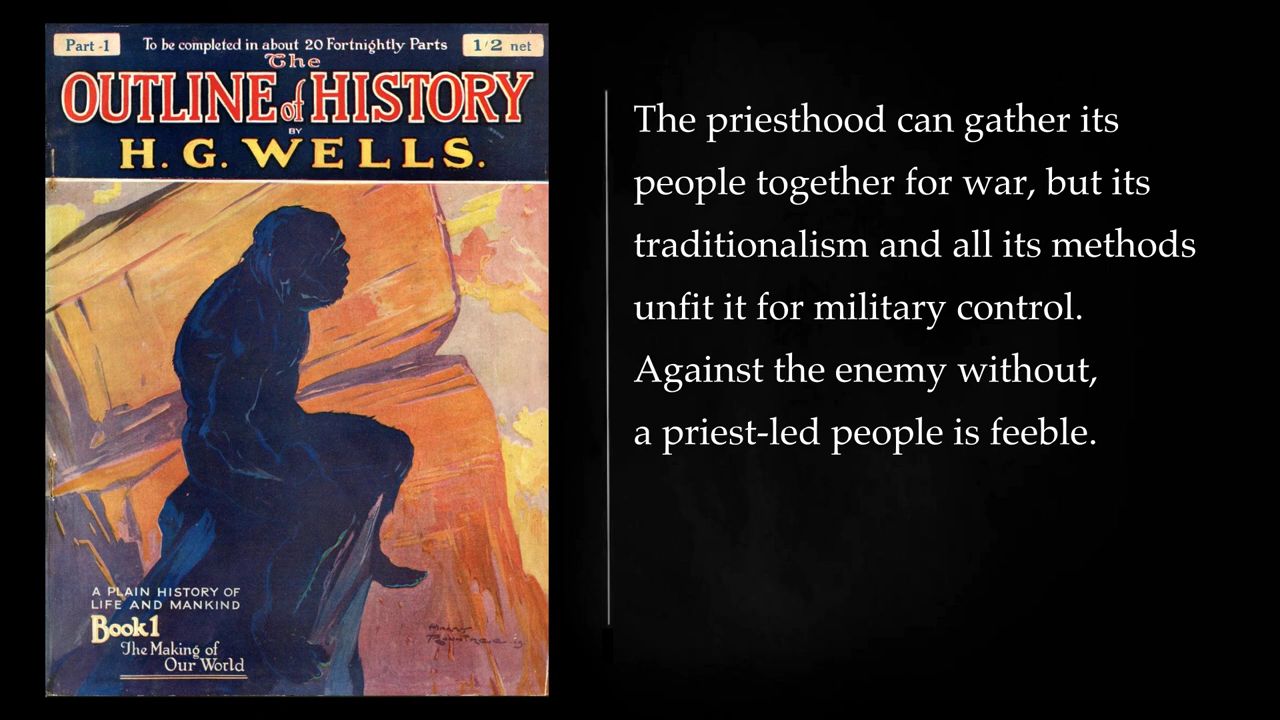 Part -1
To be completed in about 20 Fortnightly Parts
1/2 net
The
OUTLINE of HISTORY
BY
H. G. WELLS.
A PLAIN HISTORY OF
LIFE AND MANKIND
Book 1
The Making of
Our World
The priesthood can gather its
people together for war, but its
traditionalism and all its methods
unfit it for military control.
Against the enemy without,
a priest-led people is feeble.